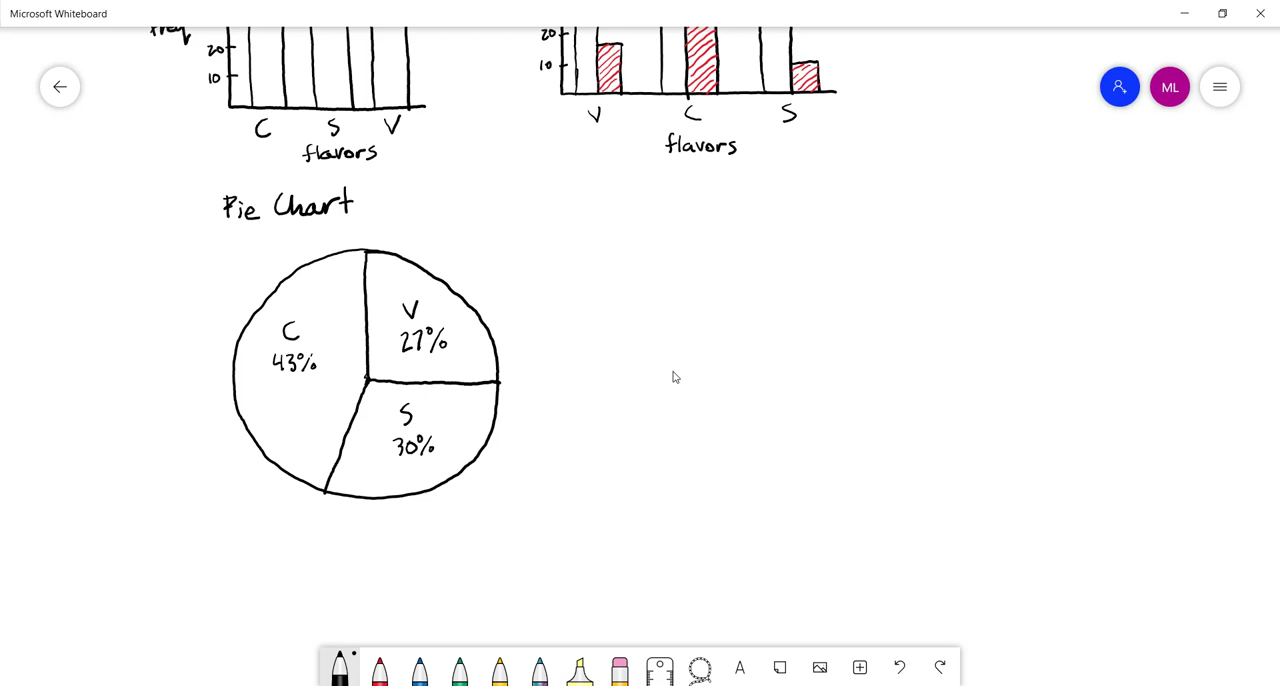 Microsoft Whiteboard
freq
20
10
C S V
flavors
20
10
V C S
flavors
ML
Pie Chart
C
43%
V
27%
S
30%
A